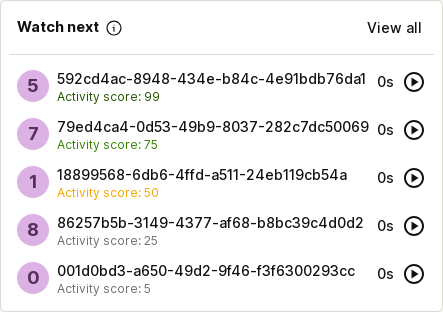 Watch next View all
5 592cd4ac-8948-434e-b84c-4e91bdb76da1 0s
Activity score: 99
7 79ed4ca4-0d53-49b9-8037-282c7dc50069 0s
Activity score: 75
1 18899568-6db6-4ffd-a511-24eb119cb54a 0s
Activity score: 50
8 86257b5b-3149-4377-af68-b8bc39c4d0d2 0s
Activity score: 25
0 001d0bd3-a650-49d2-9f46-f3f6300293cc 0s
Activity score: 5